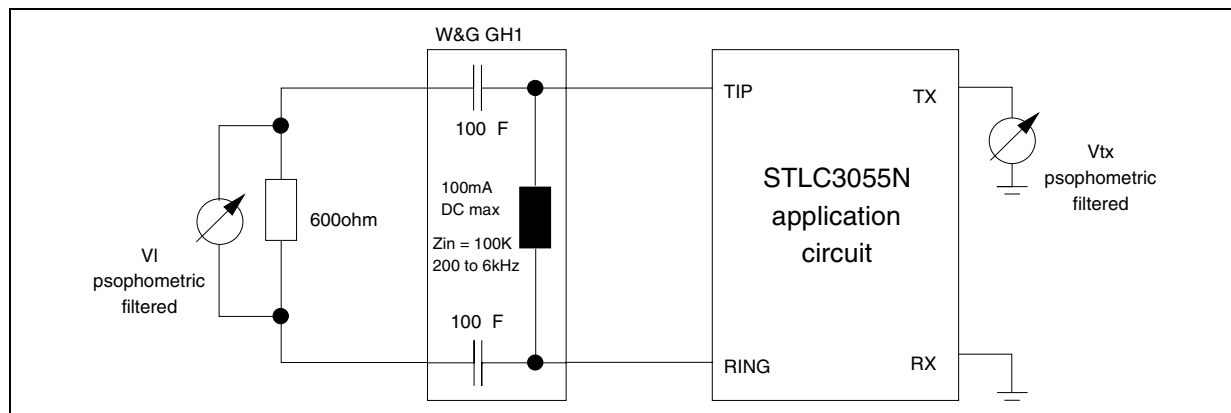 W&G GH1
100 F
TIP
TX
RING
RX
STLC3055N
application
circuit
100mA
DC max
Zin = 100K
200 to 6kHz
100 F
600ohm
Vl
psophometric
filtered
Vtx
psophometric
filtered